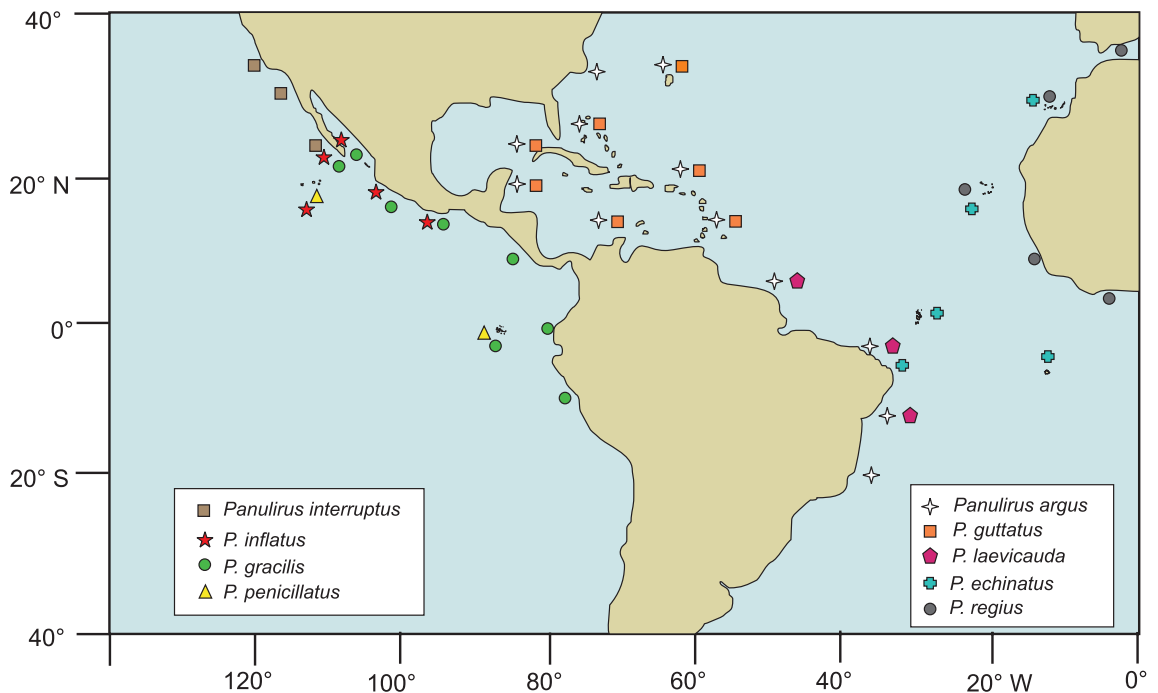 40°
20° N
0°
20° S
40°
Panulirus interruptus
P. inflatus
P. gracilis
P. penicillatus
Panulirus argus
P. guttatus
P. laevicauda
P. echinatus
P. regius
120° 100° 80° 60° 40° 20° W 0°